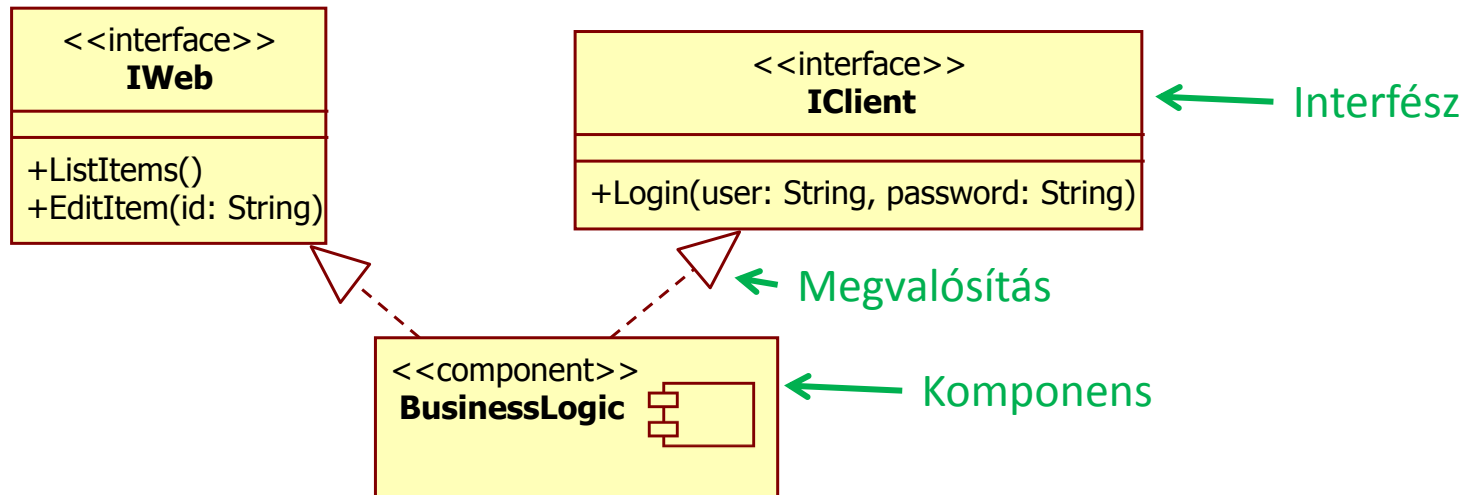 <<interface>>
IWeb
+ListItems()
+EditItem(id: String)
<<interface>>
IClient
+Login(user: String, password: String)
Interfész
Megvalósítás
<<component>>
BusinessLogic
Komponens